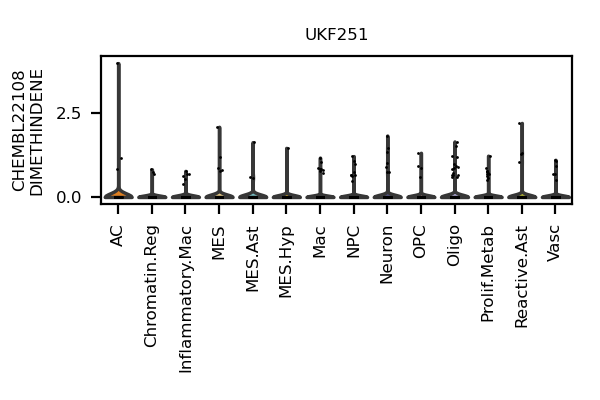 UKF251
CHEMBL22108
DIMETHINDENE
2.5
0.0
AC
Chromatin.Reg
Inflammatory.Mac
MES
MES.Ast
MES.Hyp
Mac
NPC
Neuron
OPC
Oligo
Prolif.Metab
Reactive.Ast
Vasc